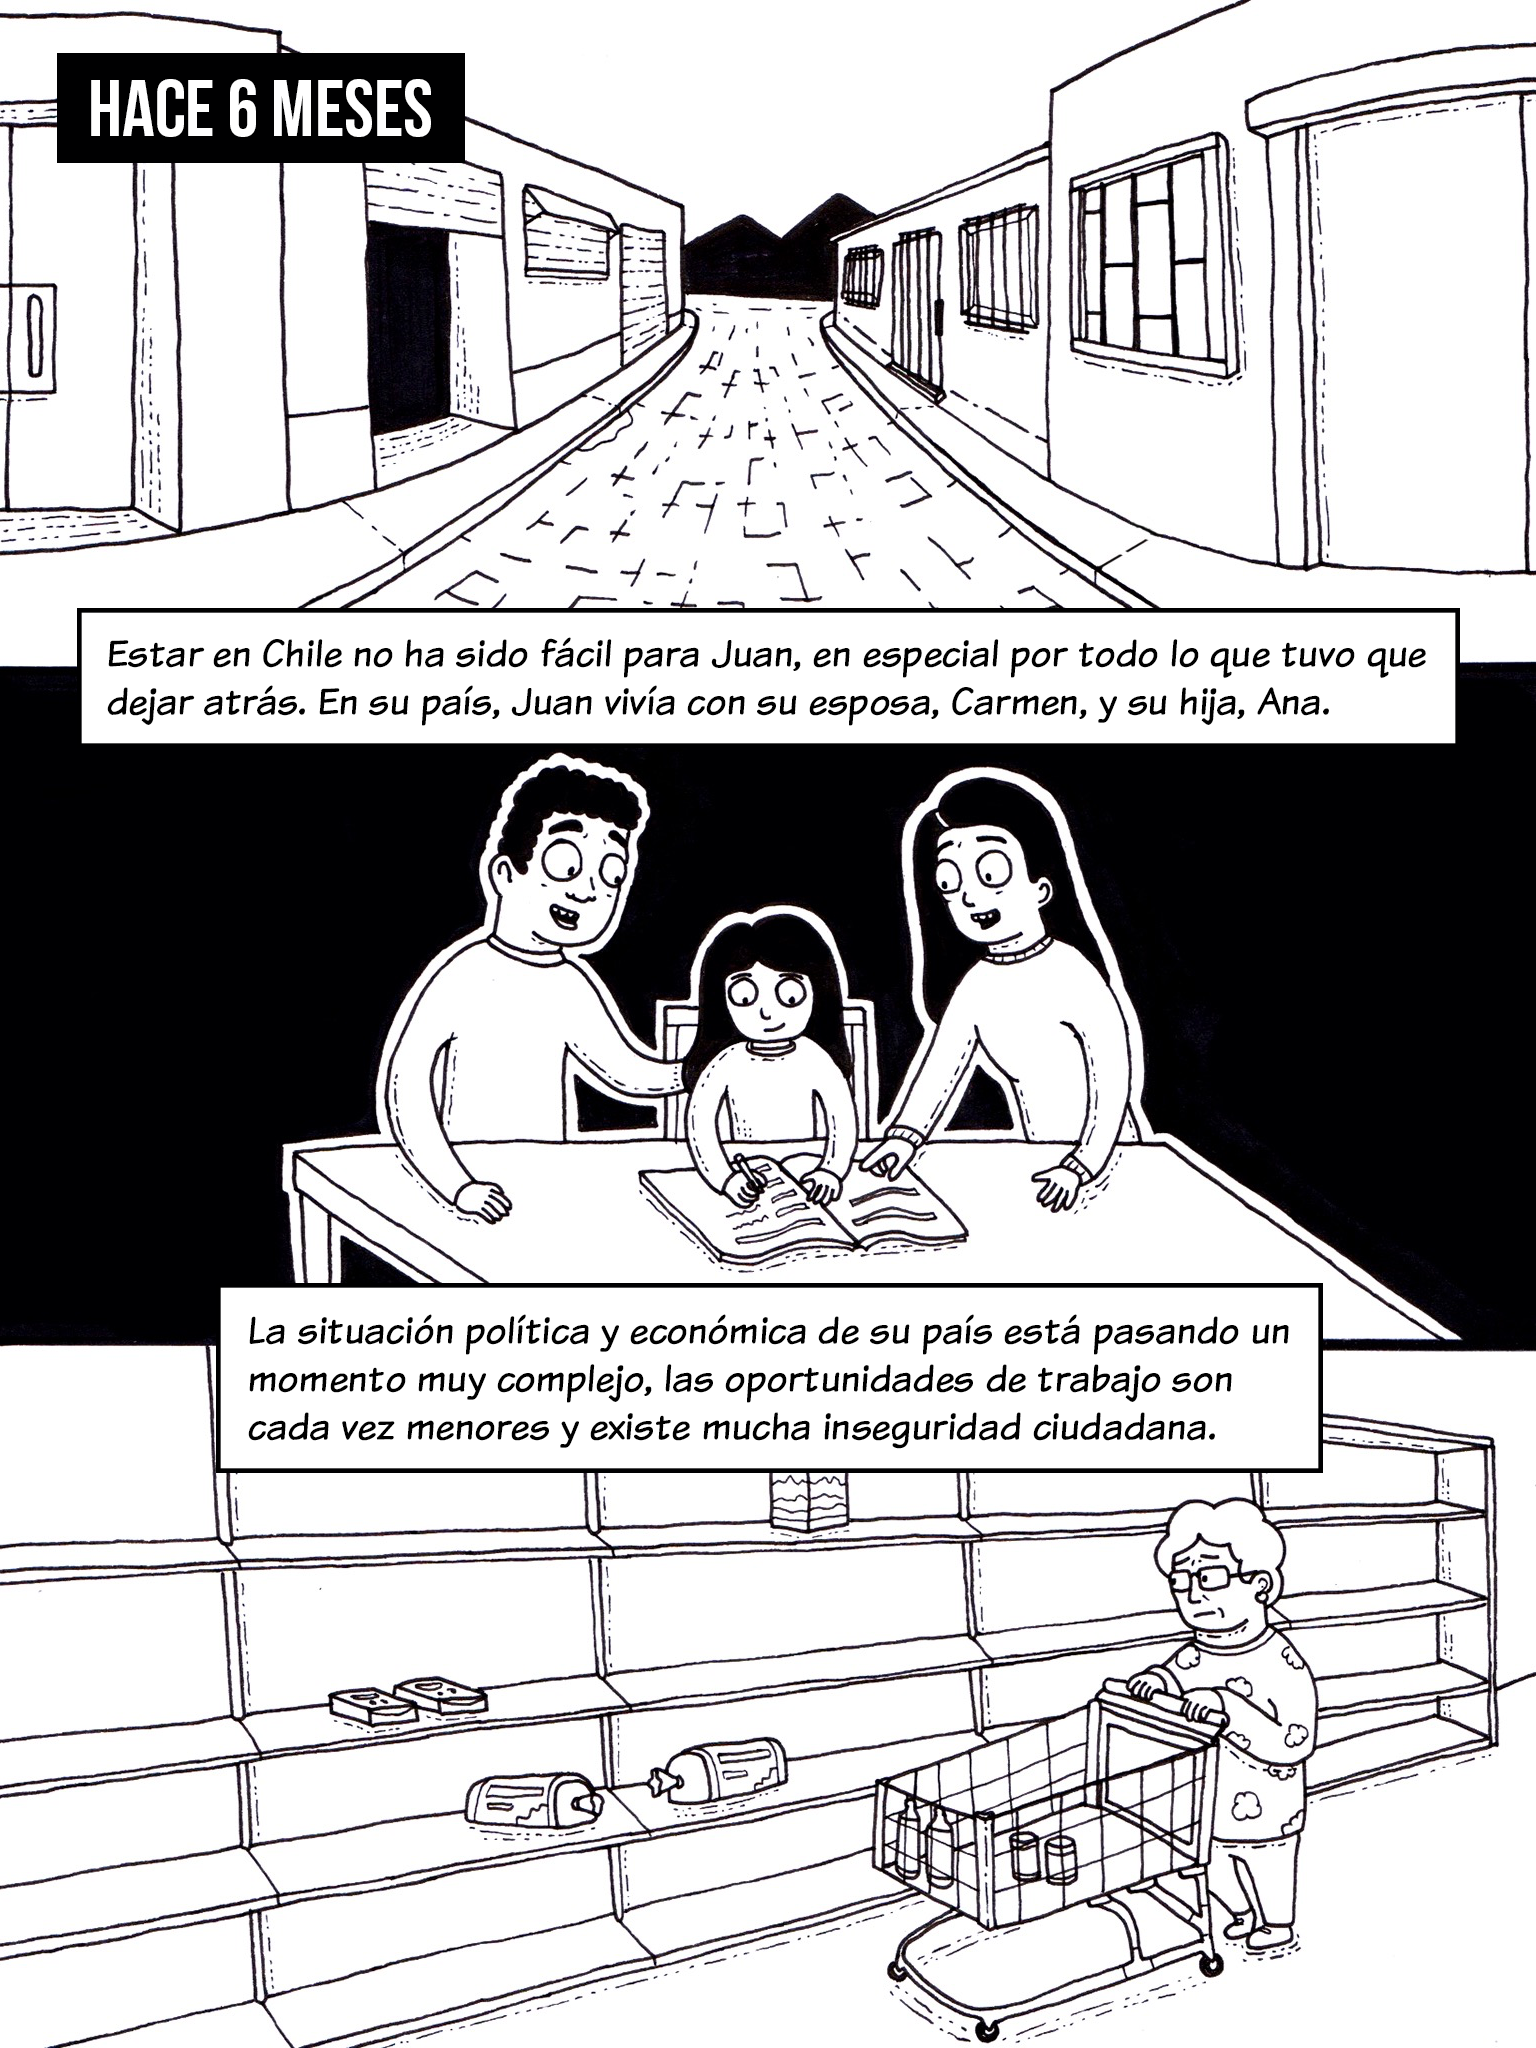 HACE 6 MESES
Estar en Chile no ha sido fácil para Juan, en especial por todo lo que tuvo que
dejar atrás. En su país, Juan vivía con su esposa, Carmen, y su hija, Ana.
La situación política y económica de su país está pasando un
momento muy complejo, las oportunidades de trabajo son
cada vez menores y existe mucha inseguridad ciudadana.